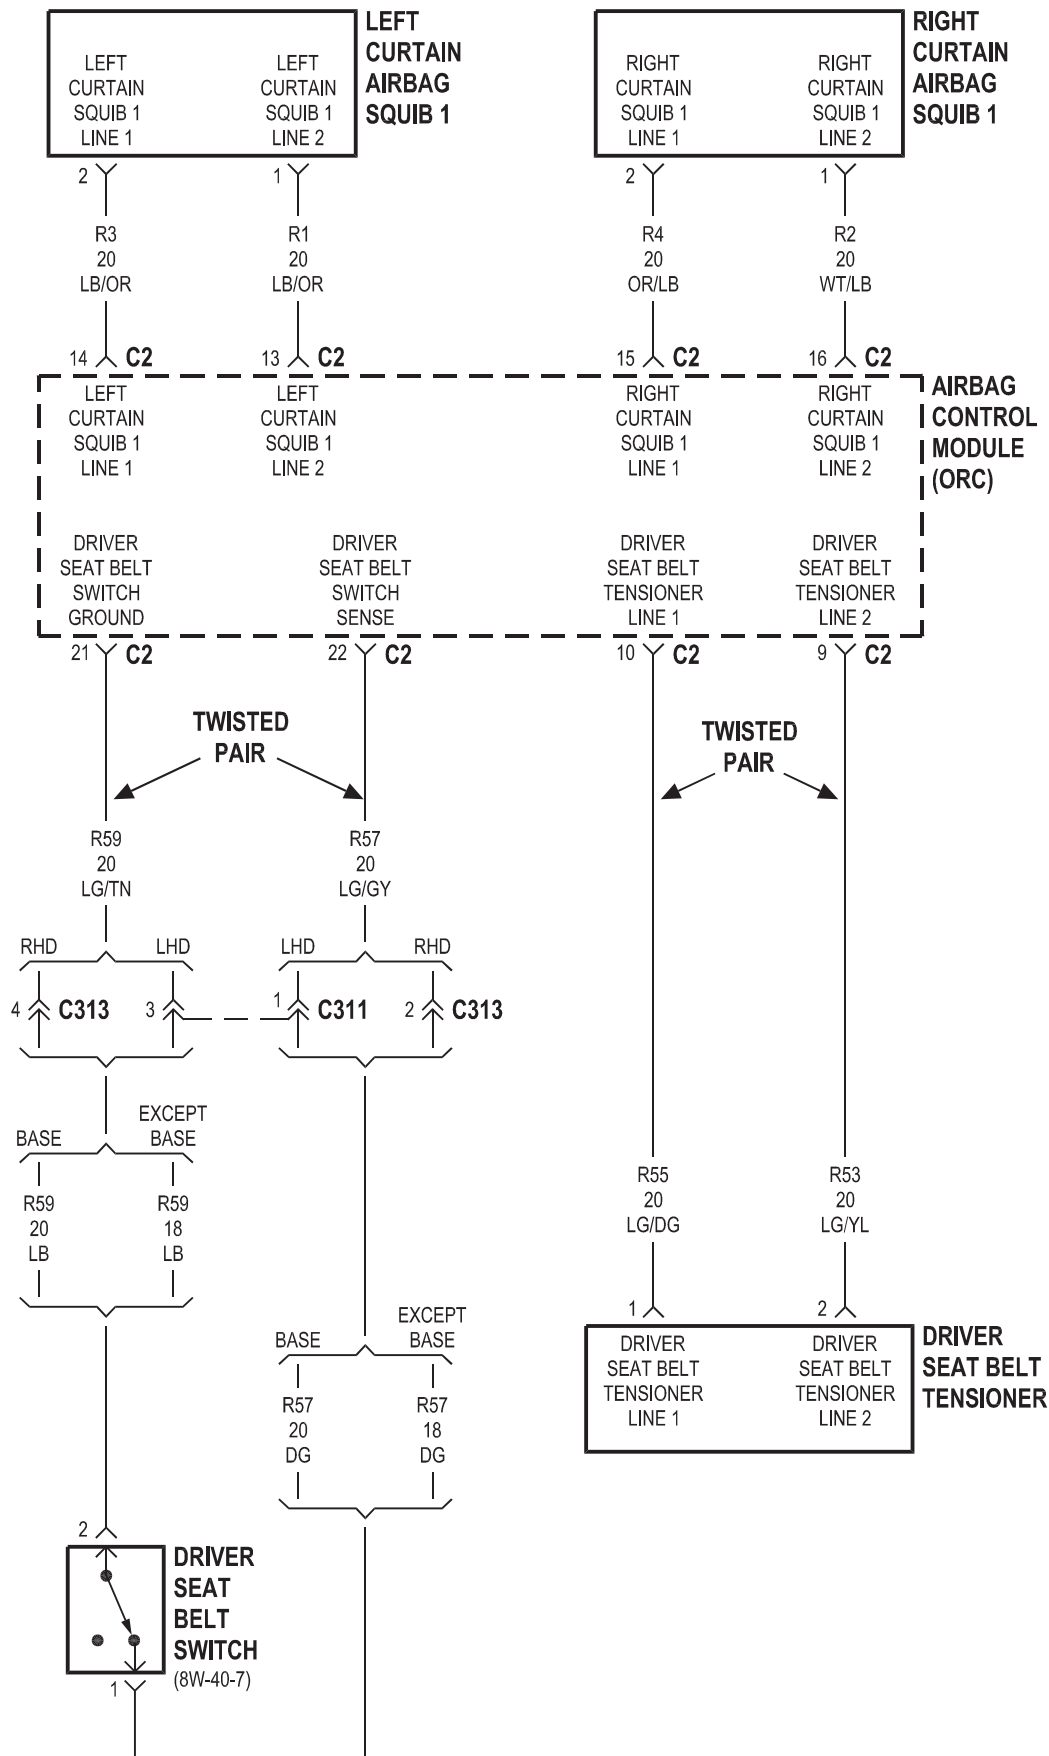 LEFT
CURTAIN
AIRBAG
SQUIB 1
LEFT
CURTAIN
SQUIB 1
LINE 1
LEFT
CURTAIN
SQUIB 1
LINE 2
RIGHT
CURTAIN
AIRBAG
SQUIB 1
RIGHT
CURTAIN
SQUIB 1
LINE 1
RIGHT
CURTAIN
SQUIB 1
LINE 2
2
1
2
1
R3
20
LB/OR
R1
20
LB/OR
R4
20
OR/LB
R2
20
WT/LB
14 C2
13 C2
15 C2
16 C2
AIRBAG
CONTROL
MODULE
(ORC)
LEFT
CURTAIN
SQUIB 1
LINE 1
LEFT
CURTAIN
SQUIB 1
LINE 2
RIGHT
CURTAIN
SQUIB 1
LINE 1
RIGHT
CURTAIN
SQUIB 1
LINE 2
DRIVER
SEAT BELT
SWITCH
GROUND
DRIVER
SEAT BELT
SWITCH
SENSE
DRIVER
SEAT BELT
TENSIONER
LINE 1
DRIVER
SEAT BELT
TENSIONER
LINE 2
21 C2
22 C2
10 C2
9 C2
TWISTED
PAIR
TWISTED
PAIR
R59
20
LG/TN
R57
20
LG/GY
RHD
LHD
LHD
RHD
4 C313
3
1 C311
2 C313
BASE
EXCEPT
BASE
R59
20
LB
R59
18
LB
R55
20
LG/DG
R53
20
LG/YL
BASE
EXCEPT
BASE
R57
20
DG
R57
18
DG
1
2
DRIVER
SEAT BELT
TENSIONER
LINE 1
DRIVER
SEAT BELT
TENSIONER
LINE 2
DRIVER
SEAT BELT
TENSIONER
2
DRIVER
SEAT
BELT
SWITCH
(8W-40-7)
1